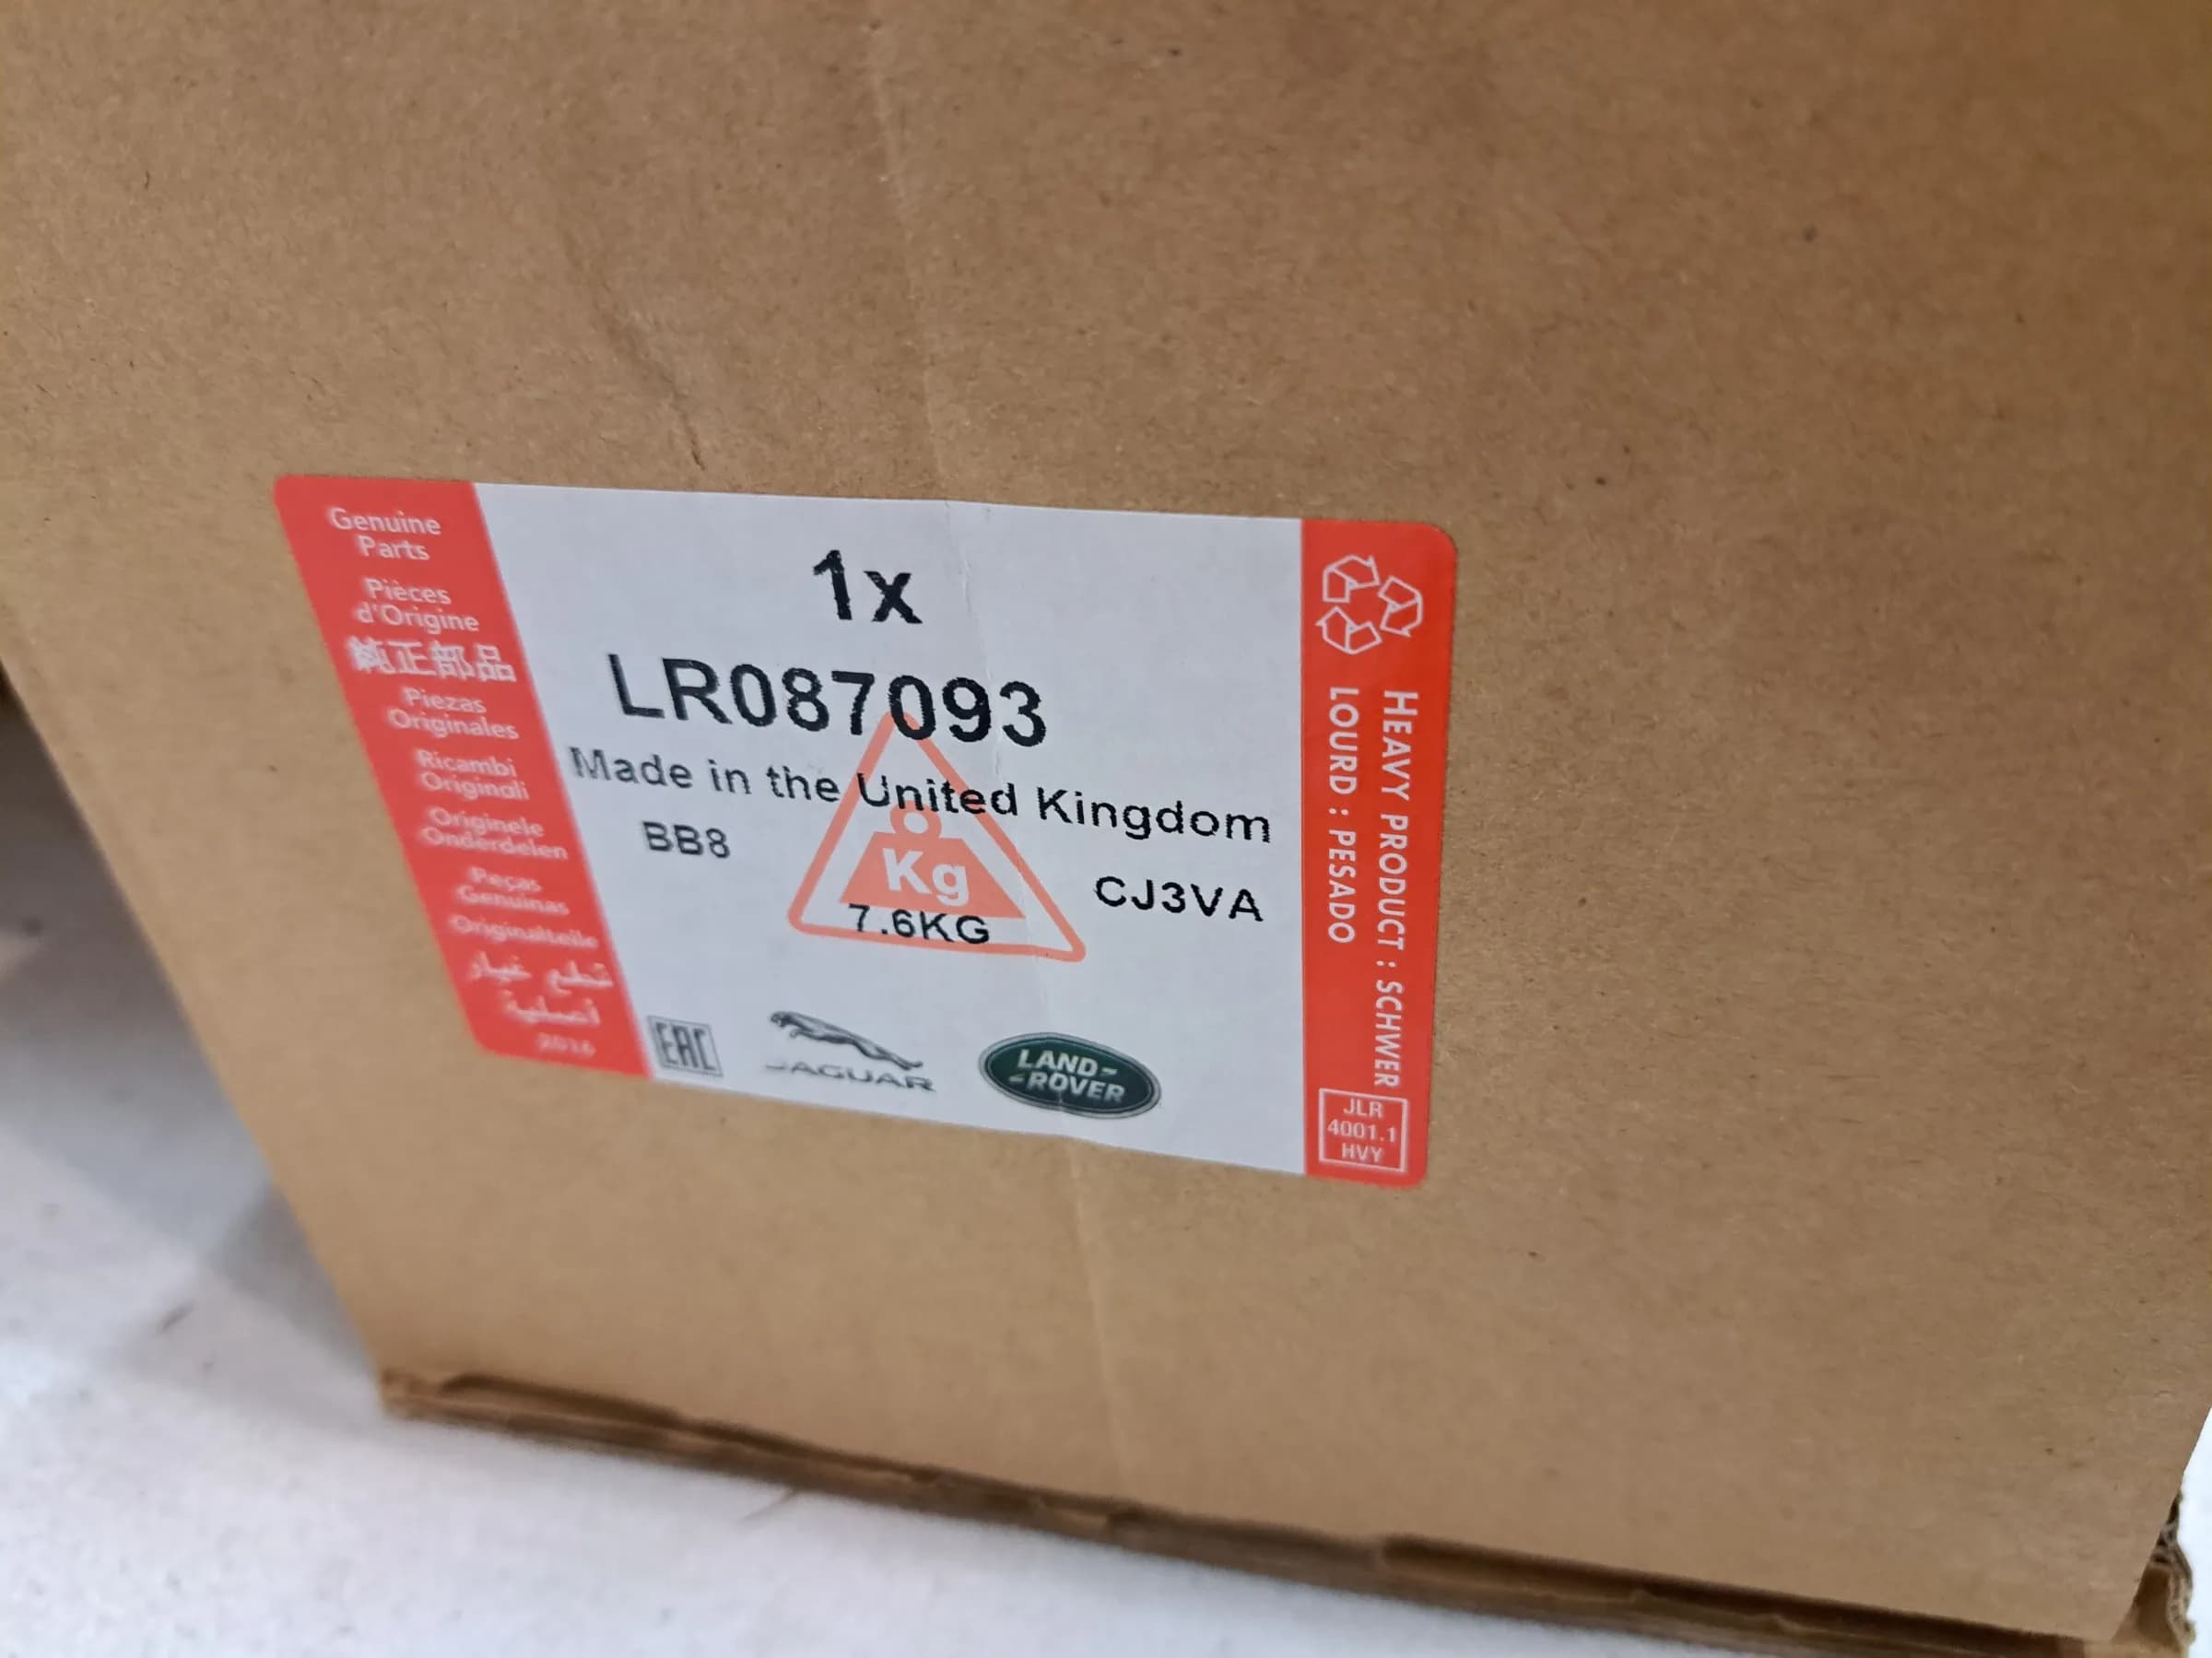 Genuine
Parts
Pièces
d'Origine
純正部品
Piezas
Originales
Ricambi
Originali
Originele
Onderdelen
Peças
Genuínas
Originalteile
قطع غيار
أصلية
2016
1x
LR087093
Made in the United Kingdom
BB8
Kg
7.6KG
CJ3VA
EAC
JAGUAR
LAND-
-ROVER
HEAVY PRODUCT : SCHWER
LOURD : PESADO
JLR
4001.1
HVY